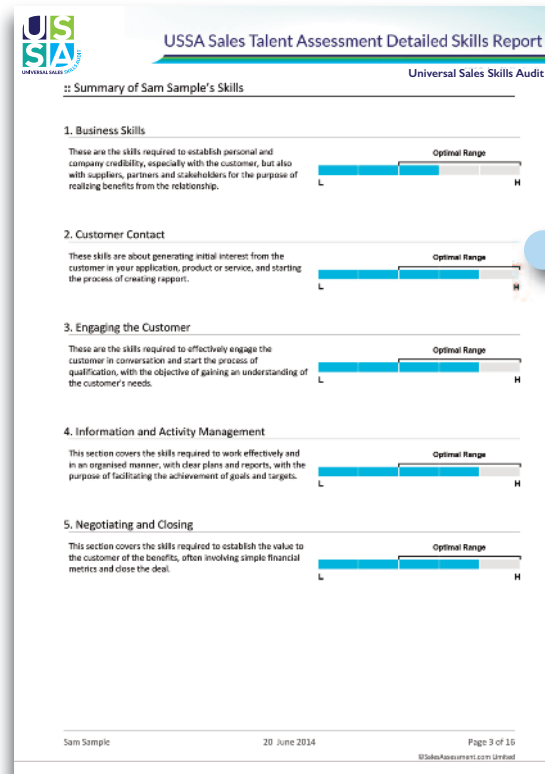 US
SA
UNIVERSAL SALES SKILLS AUDIT
USSA Sales Talent Assessment Detailed Skills Report
Universal Sales Skills Audit
:: Summary of Sam Sample's Skills
1. Business Skills
These are the skills required to establish personal and
company credibility, especially with the customer, but also
with suppliers, partners and stakeholders for the purpose of
realizing benefits from the relationship.
Optimal Range
L H
2. Customer Contact
These skills are about generating initial interest from the
customer in your application, product or service, and starting
the process of creating rapport.
Optimal Range
L H
3. Engaging the Customer
These are the skills required to effectively engage the
customer in conversation and start the process of
qualification, with the objective of gaining an understanding of
the customer's needs.
Optimal Range
L H
4. Information and Activity Management
This section covers the skills required to work effectively and
in an organised manner, with clear plans and reports, with the
purpose of facilitating the achievement of goals and targets.
Optimal Range
L H
5. Negotiating and Closing
This section covers the skills required to establish the value to
the customer of the benefits, often involving simple financial
metrics and close the deal.
Optimal Range
L H
Sam Sample 20 June 2014 Page 3 of 16
©SalesAssessment.com Limited